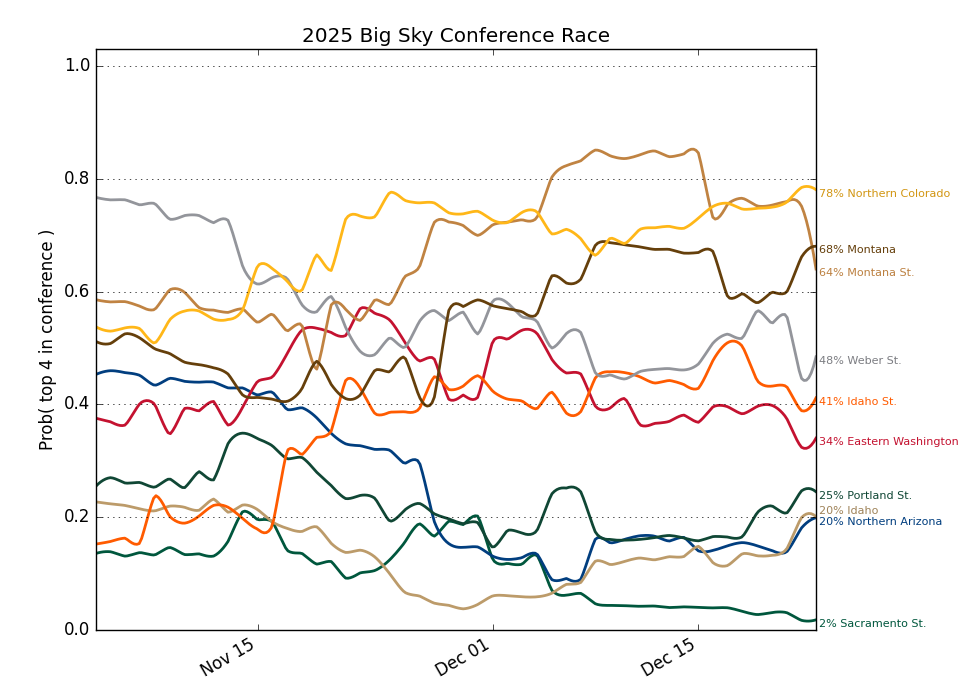 2025 Big Sky Conference Race
Prob( top 4 in conference )
1.0
0.8
0.6
0.4
0.2
0.0
Nov 15
Dec 01
Dec 15
78% Northern Colorado
68% Montana
64% Montana St.
48% Weber St.
41% Idaho St.
34% Eastern Washington
25% Portland St.
20% Idaho
20% Northern Arizona
2% Sacramento St.